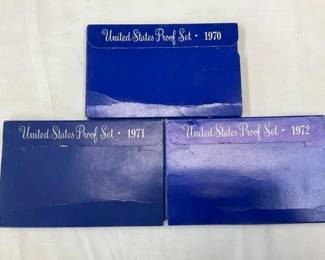 United States Proof Set · 1970
United States Proof Set · 1971
United States Proof Set · 1972